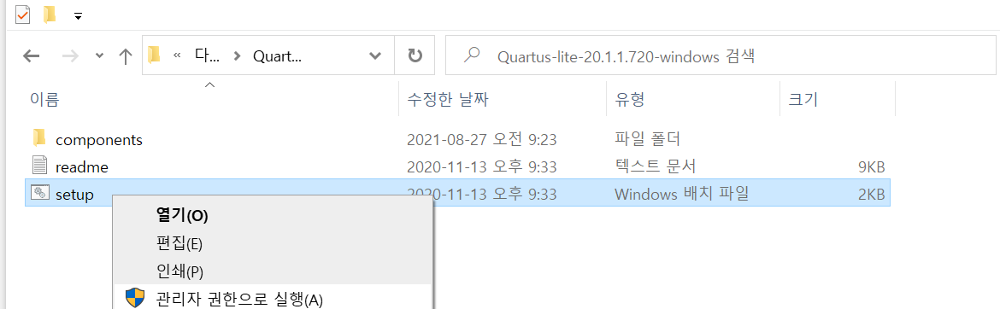 « 다... > Quart...
Quartus-lite-20.1.1.720-windows 검색
이름 수정한 날짜 유형 크기
components 2021-08-27 오전 9:23 파일 폴더
readme 2020-11-13 오후 9:33 텍스트 문서 9KB
setup 2020-11-13 오후 9:33 Windows 배치 파일 2KB
열기(O)
편집(E)
인쇄(P)
관리자 권한으로 실행(A)